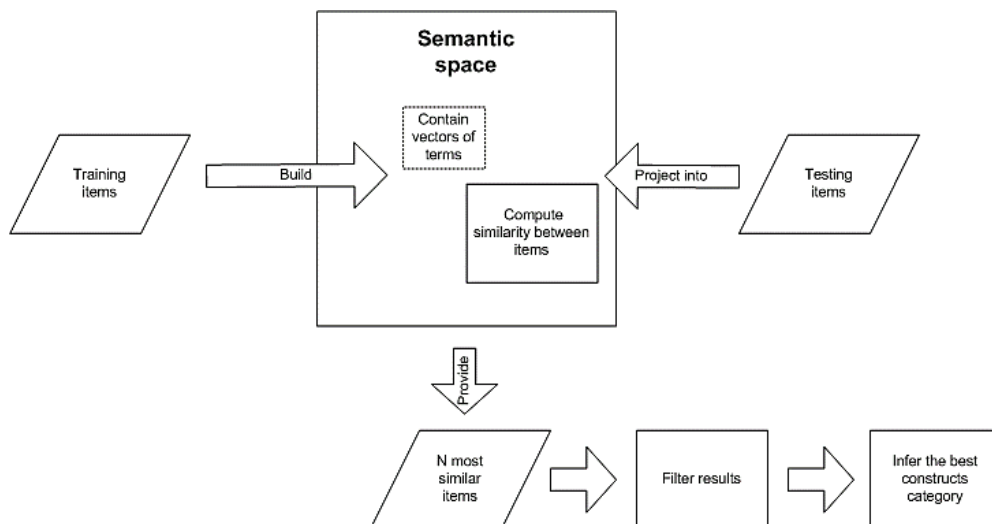 Semantic
space
Contain
vectors of
terms
Training
items
Build
Project into
Testing
items
Compute
similarity between
items
Provide
N most
similar
items
Filter results
Infer the best
constructs
category